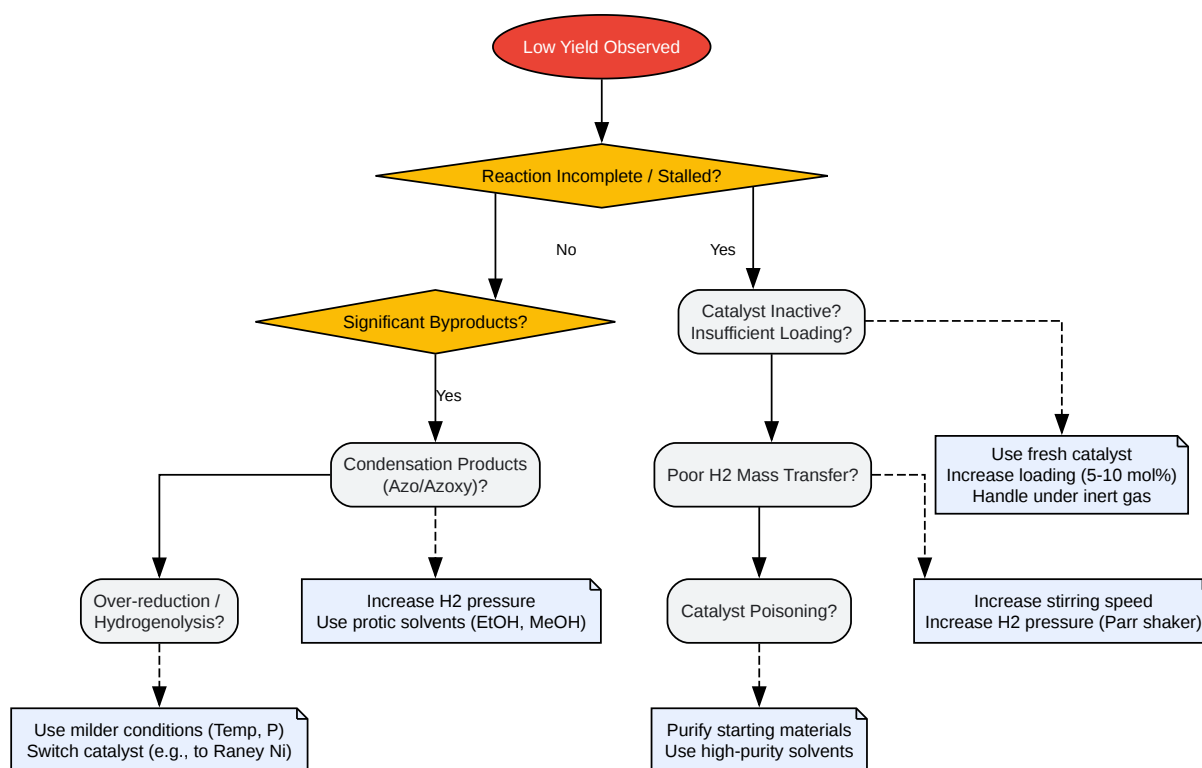 Low Yield Observed
Reaction Incomplete / Stalled?
No
Yes
Significant Byproducts?
Catalyst Inactive?
Insufficient Loading?
Yes
Condensation Products
(Azo/Azoxy)?
Poor H2 Mass Transfer?
Use fresh catalyst
Increase loading (5-10 mol%)
Handle under inert gas
Over-reduction /
Hydrogenolysis?
Increase H2 pressure
Use protic solvents (EtOH, MeOH)
Catalyst Poisoning?
Increase stirring speed
Increase H2 pressure (Parr shaker)
Use milder conditions (Temp, P)
Switch catalyst (e.g., to Raney Ni)
Purify starting materials
Use high-purity solvents